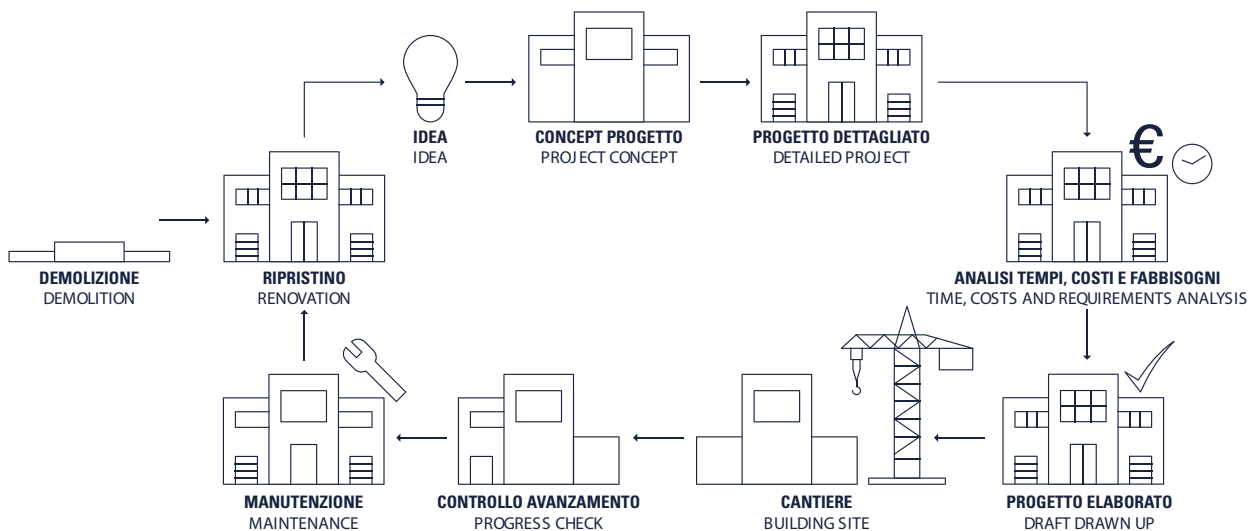 IDEA
IDEA
CONCEPT PROGETTO
PROJECT CONCEPT
PROGETTO DETTAGLIATO
DETAILED PROJECT
€
DEMOLIZIONE
DEMOLITION
RIPRISTINO
RENOVATION
ANALISI TEMPI, COSTI E FABBISOGNI
TIME, COSTS AND REQUIREMENTS ANALYSIS
MANUTENZIONE
MAINTENANCE
CONTROLLO AVANZAMENTO
PROGRESS CHECK
CANTIERE
BUILDING SITE
PROGETTO ELABORATO
DRAFT DRAWN UP